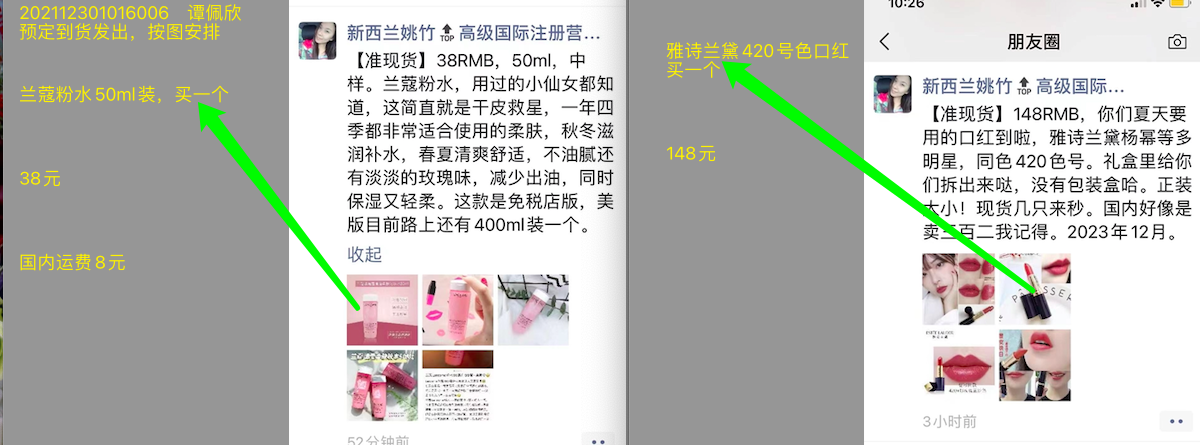 202112301016006 谭佩欣
预定到货发出，按图安排
兰蔻粉水50ml装，买一个
38元
国内运费8元
新西兰姚竹 TOP 高级国际注册营...
【准现货】38RMB，50ml，中
样。兰蔻粉水，用过的小仙女都知
道，这简直就是干皮救星，一年四
季都非常适合使用的柔肤，秋冬滋
润补水，春夏清爽舒适，不油腻还
有淡淡的玫瑰味，减少出油，同时
保湿又轻柔。这款是免税店版，美
版目前路上还有400ml装一个。
收起
52分钟前
雅诗兰黛420号色口红
买一个
148元
10:26
朋友圈
新西兰姚竹 TOP 高级国际...
【准现货】148RMB，你们夏天要
用的口红到啦，雅诗兰黛杨幂等多
明星，同色420色号。礼盒里给你
们拆出来哒，没有包装盒哈。正装
大小！现货几只来秒。国内好像是
卖三百二我记得。2023年12月。
3小时前